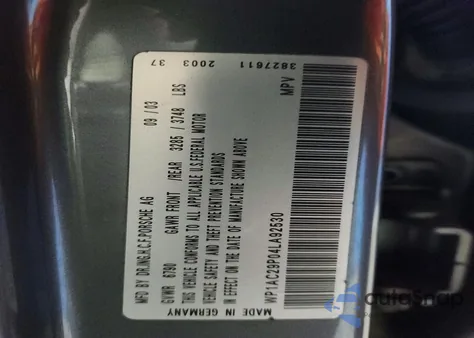 MFD BY DR.ING.H.C.F.PORSCHE AG 09 / 03
GVWR 6790 GAWR FRONT /REAR 3285 / 3748 LBS
THIS VEHICLE CONFORMS TO ALL APPLICABLE U.S.FEDERAL MOTOR
VEHICLE SAFETY AND THEFT PREVENTION STANDARDS
IN EFFECT ON THE DATE OF MANUFACTURE SHOWN ABOVE
MADE IN GERMANY
WP1AC29P04LA92530 MPV
3827611 2003 37
autoSnap